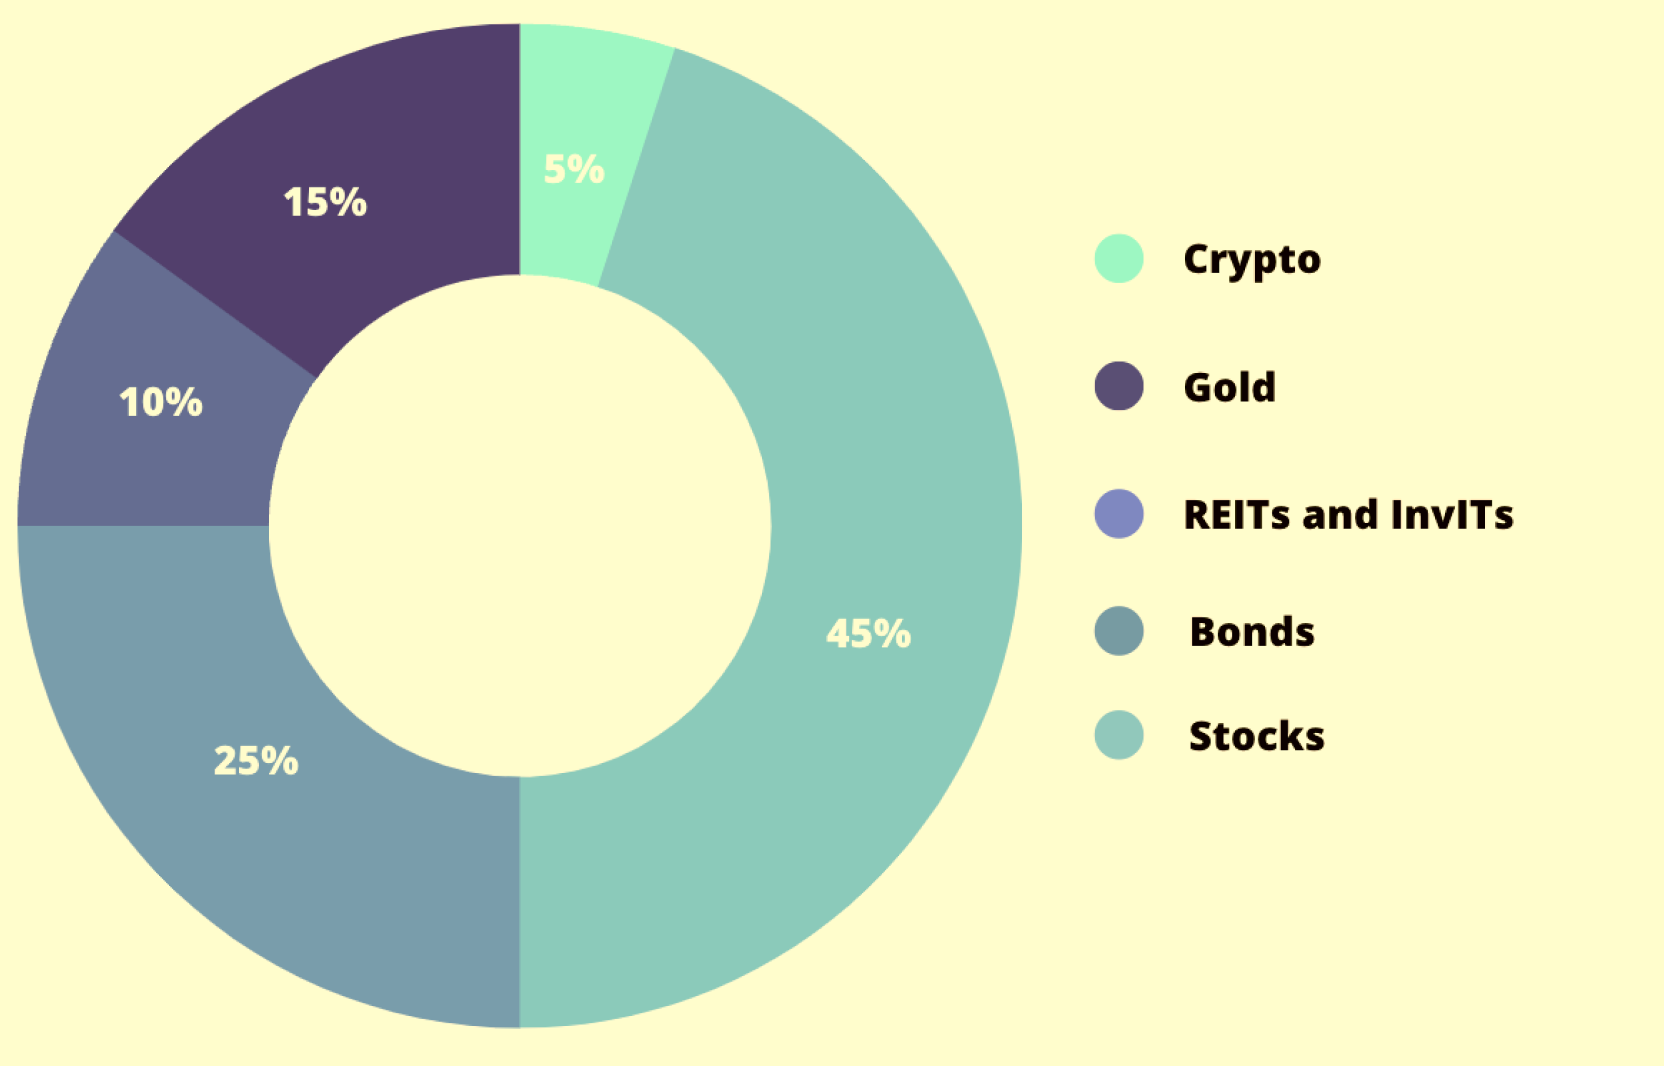 5%
15%
Crypto
Gold
10%
REITs and InvITs
45%
Bonds
25%
Stocks